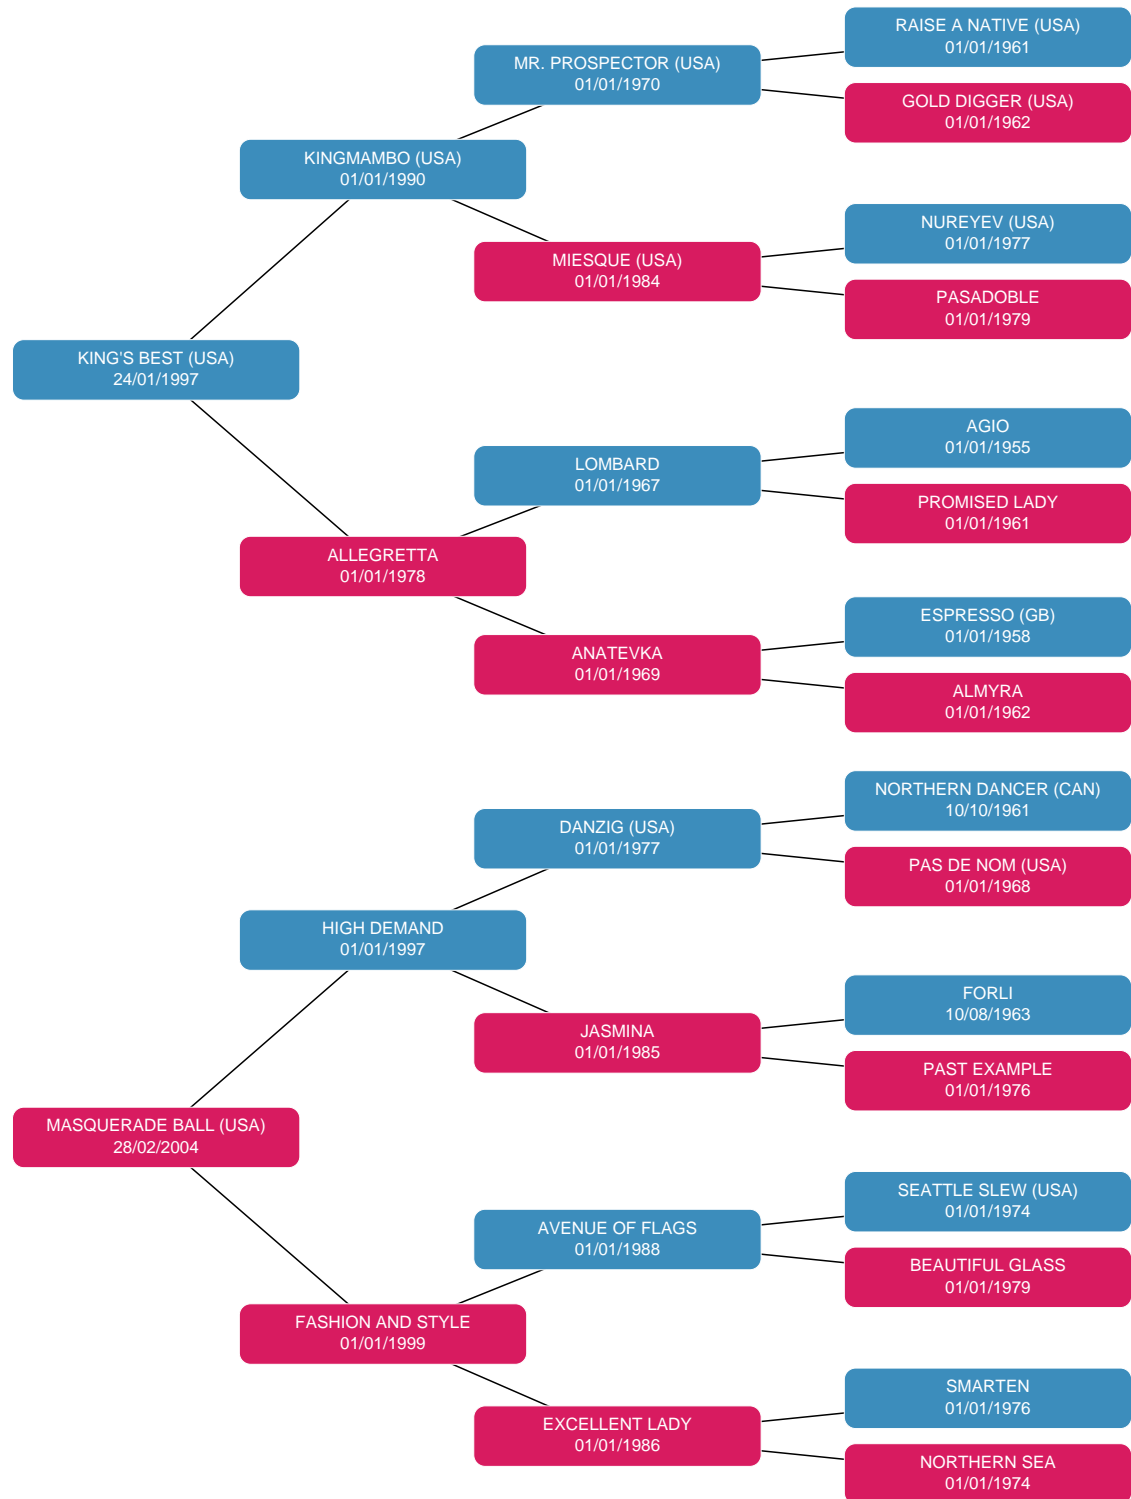 RAISE A NATIVE (USA)
01/01/1961
MR. PROSPECTOR (USA)
01/01/1970
GOLD DIGGER (USA)
01/01/1962
KINGMAMBO (USA)
01/01/1990
NUREYEV (USA)
01/01/1977
MIESQUE (USA)
01/01/1984
PASADOBLE
01/01/1979
KING'S BEST (USA)
24/01/1997
AGIO
01/01/1955
LOMBARD
01/01/1967
PROMISED LADY
01/01/1961
ALLEGRETTA
01/01/1978
ESPRESSO (GB)
01/01/1958
ANATEVKA
01/01/1969
ALMYRA
01/01/1962
NORTHERN DANCER (CAN)
10/10/1961
DANZIG (USA)
01/01/1977
PAS DE NOM (USA)
01/01/1968
HIGH DEMAND
01/01/1997
FORLI
10/08/1963
JASMINA
01/01/1985
PAST EXAMPLE
01/01/1976
MASQUERADE BALL (USA)
28/02/2004
SEATTLE SLEW (USA)
01/01/1974
AVENUE OF FLAGS
01/01/1988
BEAUTIFUL GLASS
01/01/1979
FASHION AND STYLE
01/01/1999
SMARTEN
01/01/1976
EXCELLENT LADY
01/01/1986
NORTHERN SEA
01/01/1974